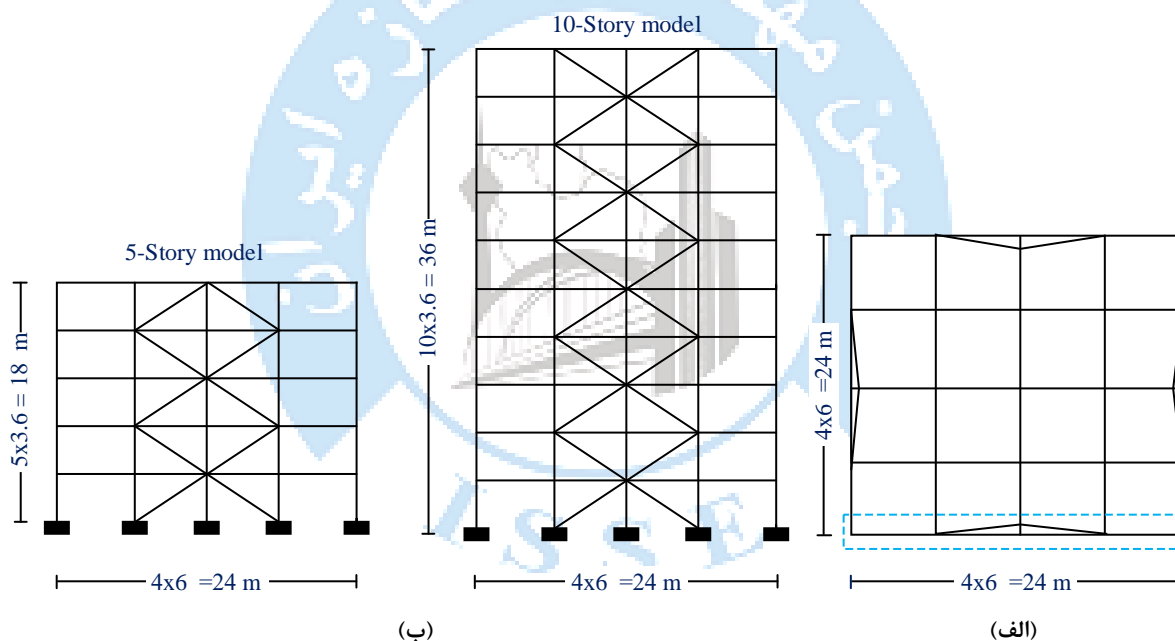 10-Story model
10x3.6 = 36 m
4x6 =24 m
5-Story model
5x3.6 = 18 m
4x6 =24 m
4x6 =24 m
4x6 =24 m
(ب)
(الف)
ISSE